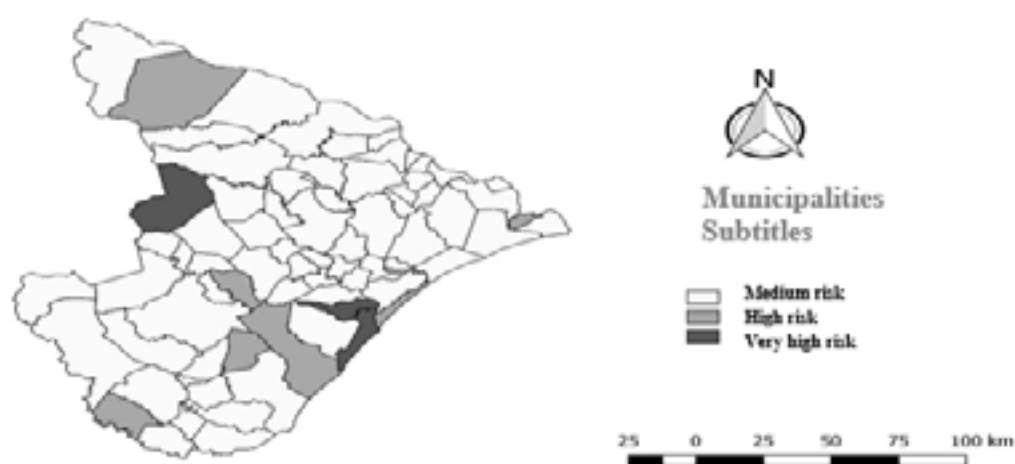 N
Municipalities
Subtitles
Medium risk
High risk
Very high risk
25 0 25 50 75 100 km